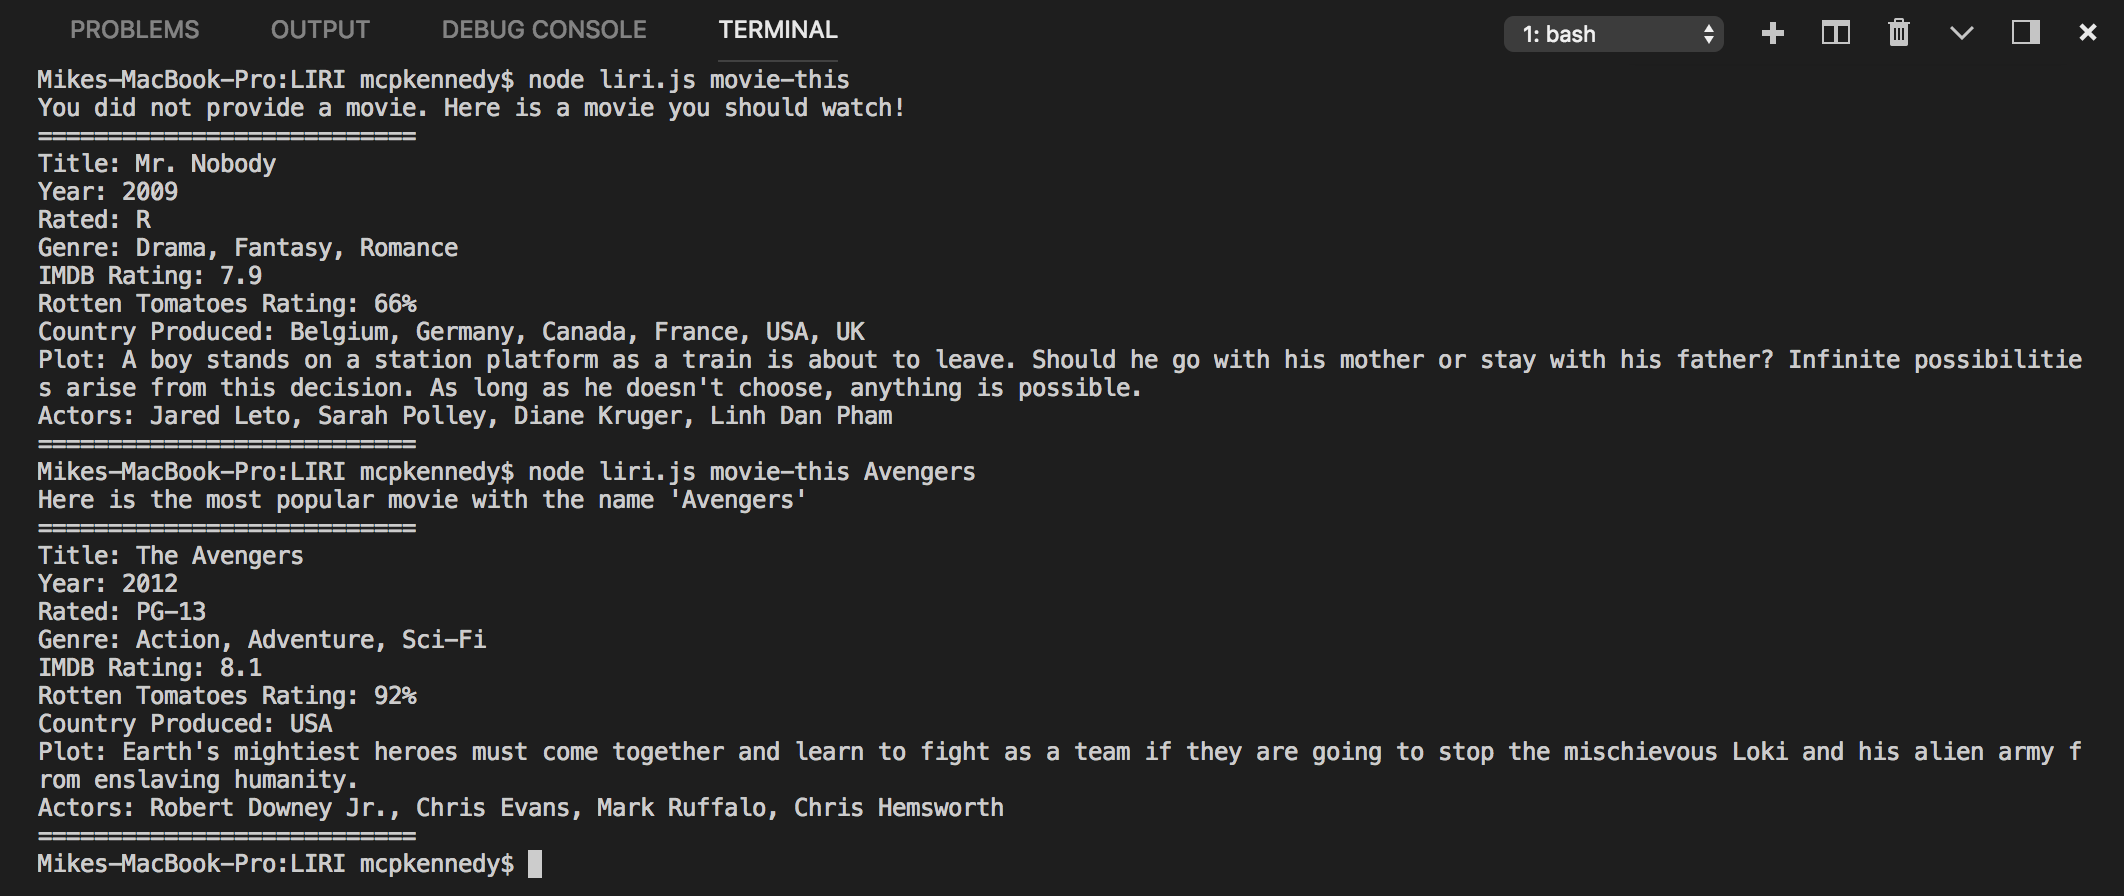 PROBLEMS OUTPUT DEBUG CONSOLE TERMINAL 1: bash
Mikes-MacBook-Pro:LIRI mcpkennedy$ node liri.js movie-this
You did not provide a movie. Here is a movie you should watch!
===========================
Title: Mr. Nobody
Year: 2009
Rated: R
Genre: Drama, Fantasy, Romance
IMDB Rating: 7.9
Rotten Tomatoes Rating: 66%
Country Produced: Belgium, Germany, Canada, France, USA, UK
Plot: A boy stands on a station platform as a train is about to leave. Should he go with his mother or stay with his father? Infinite possibilitie
s arise from this decision. As long as he doesn't choose, anything is possible.
Actors: Jared Leto, Sarah Polley, Diane Kruger, Linh Dan Pham
===========================
Mikes-MacBook-Pro:LIRI mcpkennedy$ node liri.js movie-this Avengers
Here is the most popular movie with the name 'Avengers'
===========================
Title: The Avengers
Year: 2012
Rated: PG-13
Genre: Action, Adventure, Sci-Fi
IMDB Rating: 8.1
Rotten Tomatoes Rating: 92%
Country Produced: USA
Plot: Earth's mightiest heroes must come together and learn to fight as a team if they are going to stop the mischievous Loki and his alien army f
rom enslaving humanity.
Actors: Robert Downey Jr., Chris Evans, Mark Ruffalo, Chris Hemsworth
===========================
Mikes-MacBook-Pro:LIRI mcpkennedy$